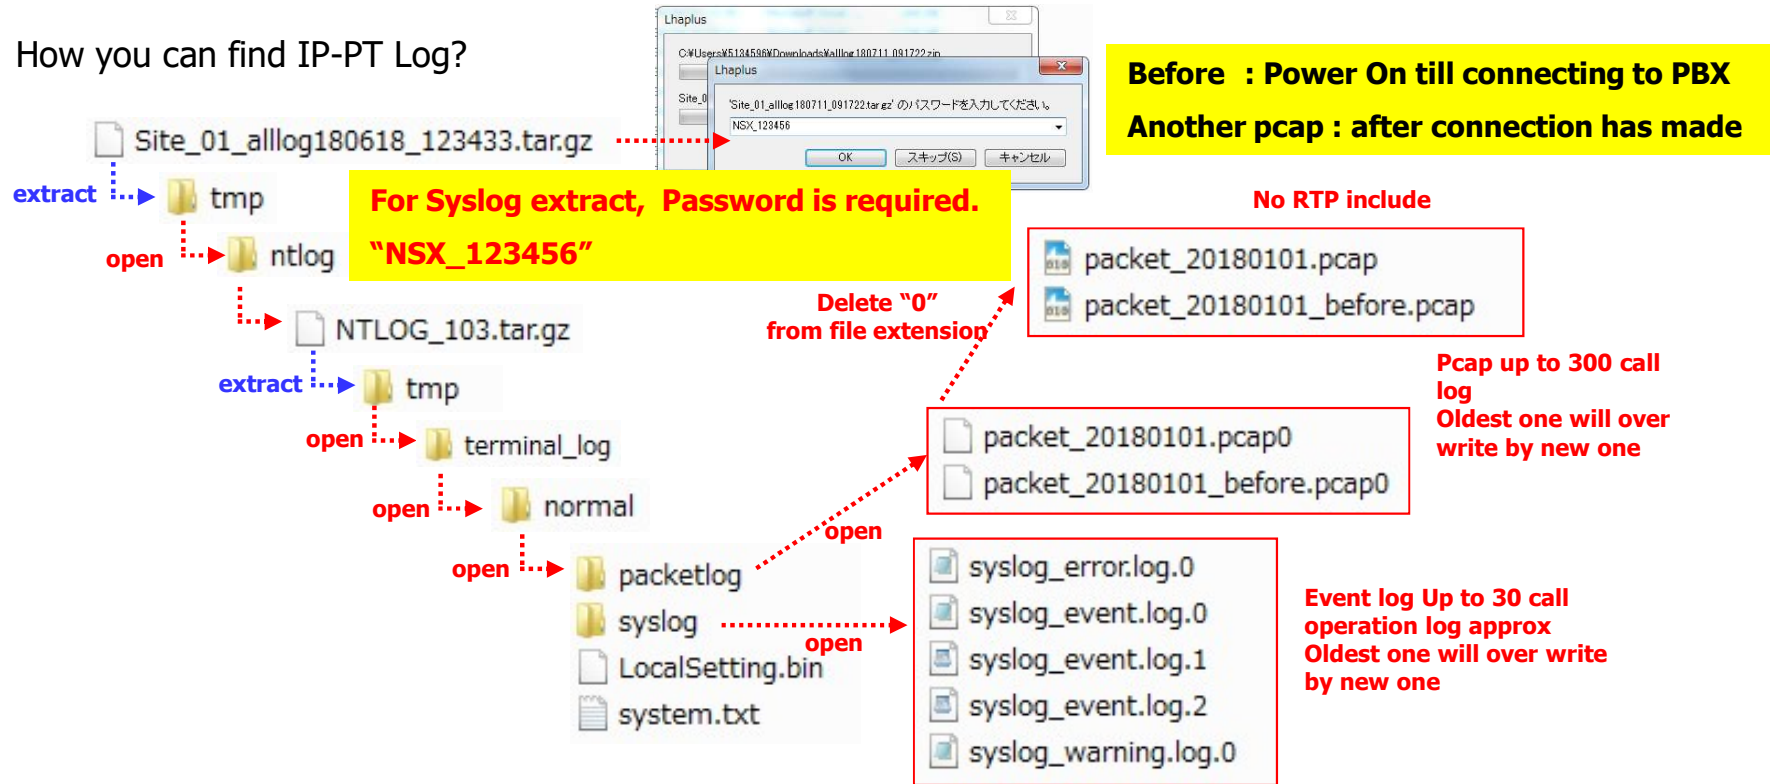 How you can find IP-PT Log?
Lhaplus
C:¥Users¥5134596¥Downloads¥alllog180711_091722.zip
Site_0
Lhaplus
'Site_01_alllog180711_091722.tar.gz' のパスワードを入力してください。
NSX_123456
OK スキップ(S) キャンセル
Before : Power On till connecting to PBX
Another pcap : after connection has made
Site_01_alllog180618_123433.tar.gz
extract
tmp
For Syslog extract, Password is required.
“NSX_123456”
open
ntlog
NTLOG_103.tar.gz
extract
tmp
open
terminal_log
open
normal
open
packetlog
syslog
LocalSetting.bin
system.txt
No RTP include
packet_20180101.pcap
packet_20180101_before.pcap
Delete “0”
from file extension
Pcap up to 300 call
log
Oldest one will over
write by new one
packet_20180101.pcap0
packet_20180101_before.pcap0
open
open
syslog_error.log.0
syslog_event.log.0
syslog_event.log.1
syslog_event.log.2
syslog_warning.log.0
Event log Up to 30 call
operation log approx
Oldest one will over write
by new one